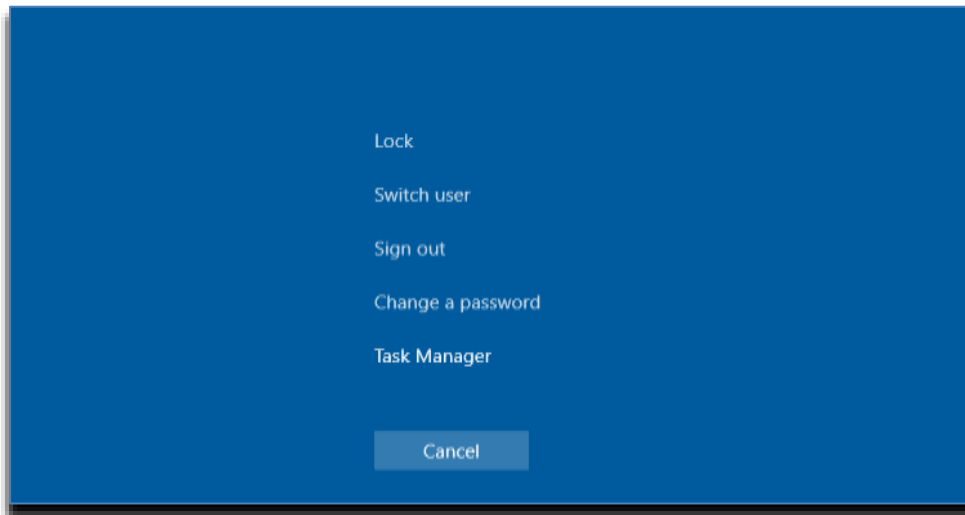 Lock
Switch user
Sign out
Change a password
Task Manager
Cancel